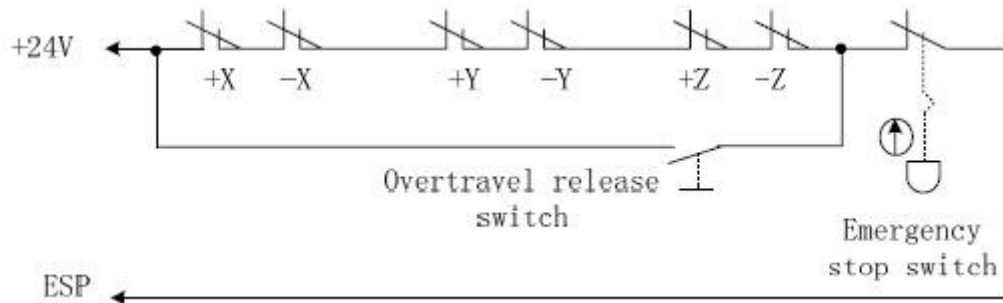 +24V
+X -X +Y -Y +Z -Z
Overtravel release
switch
Emergency
stop switch
ESP